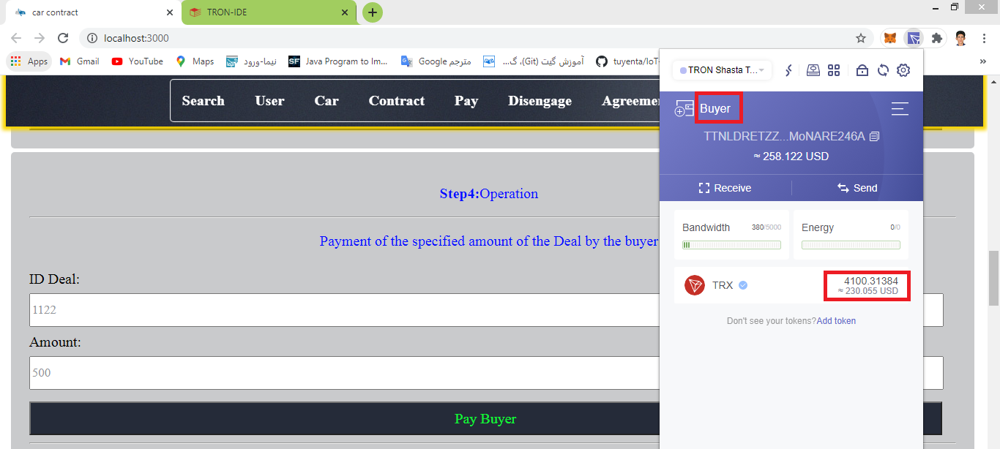 car contract
TRON-IDE
localhost:3000
Apps
Gmail
YouTube
Maps
نیما-ورود
SF
Java Program to Im...
مترجم Google
آموزش گیت (Git)، گ...
tuyenta/IoT-
»
Search User Car Contract Pay Disengage Agreemen
Step4:Operation
Payment of the specified amount of the Deal by the buyer
ID Deal:
1122
Amount:
500
Pay Buyer
TRON Shasta T...
Buyer
TTNLDRETZZ...MoNARE246A
≈ 258.122 USD
Receive Send
Bandwidth 380/5000 Energy 0/0
TRX 4100.31384
≈ 230.055 USD
Don't see your tokens?Add token